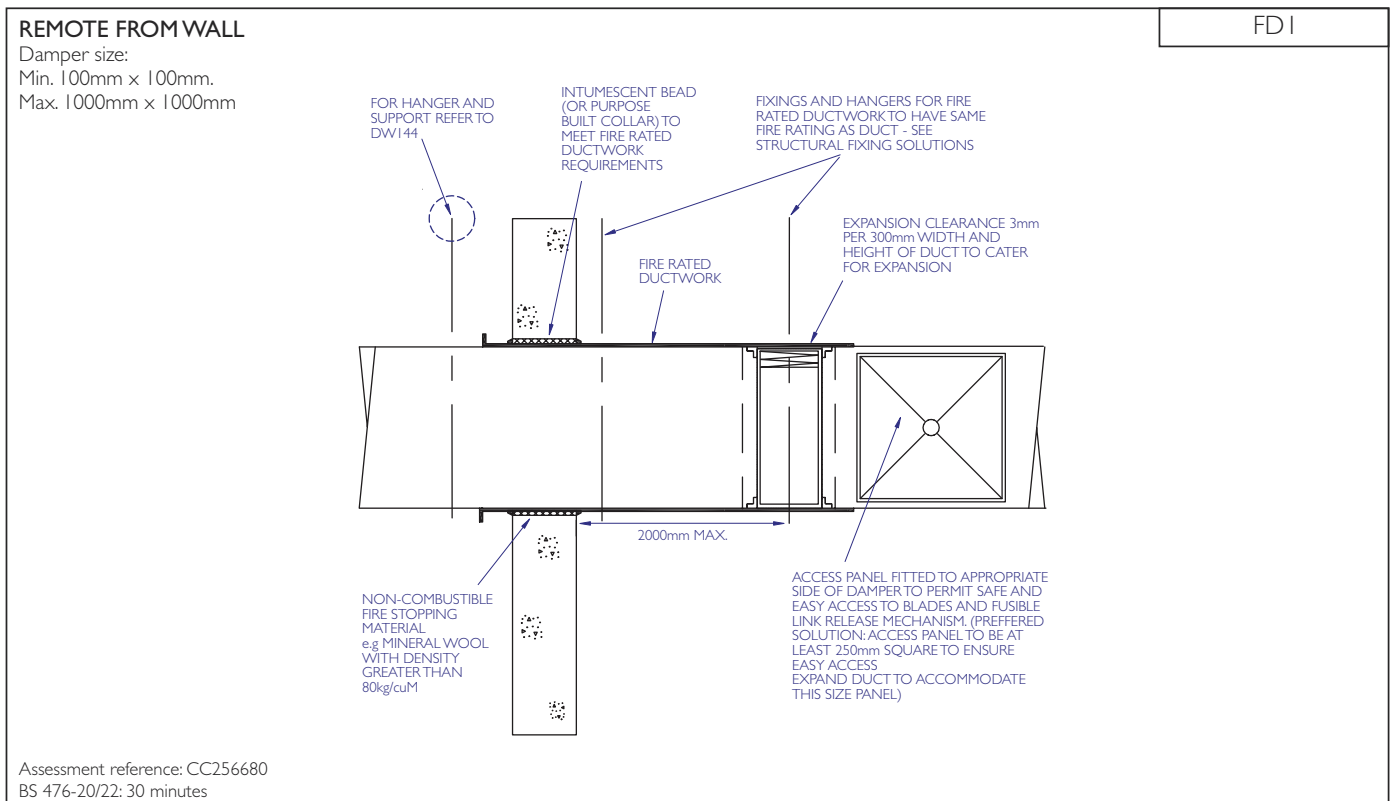 REMOTE FROM WALL
Damper size:
Min. 100mm x 100mm.
Max. 1000mm x 1000mm
FD1
FOR HANGER AND
SUPPORT REFER TO
DW144
INTUMESCENT BEAD
(OR PURPOSE
BUILT COLLAR) TO
MEET FIRE RATED
DUCTWORK
REQUIREMENTS
FIXINGS AND HANGERS FOR FIRE
RATED DUCTWORK TO HAVE SAME
FIRE RATING AS DUCT - SEE
STRUCTURAL FIXING SOLUTIONS
EXPANSION CLEARANCE 3mm
PER 300mm WIDTH AND
HEIGHT OF DUCT TO CATER
FOR EXPANSION
FIRE RATED
DUCTWORK
2000mm MAX.
NON-COMBUSTIBLE
FIRE STOPPING
MATERIAL
e.g MINERAL WOOL
WITH DENSITY
GREATER THAN
80kg/cuM
ACCESS PANEL FITTED TO APPROPRIATE
SIDE OF DAMPER TO PERMIT SAFE AND
EASY ACCESS TO BLADES AND FUSIBLE
LINK RELEASE MECHANISM. (PREFFERED
SOLUTION: ACCESS PANEL TO BE AT
LEAST 250mm SQUARE TO ENSURE
EASY ACCESS
EXPAND DUCT TO ACCOMMODATE
THIS SIZE PANEL)
Assessment reference: CC256680
BS 476-20/22: 30 minutes